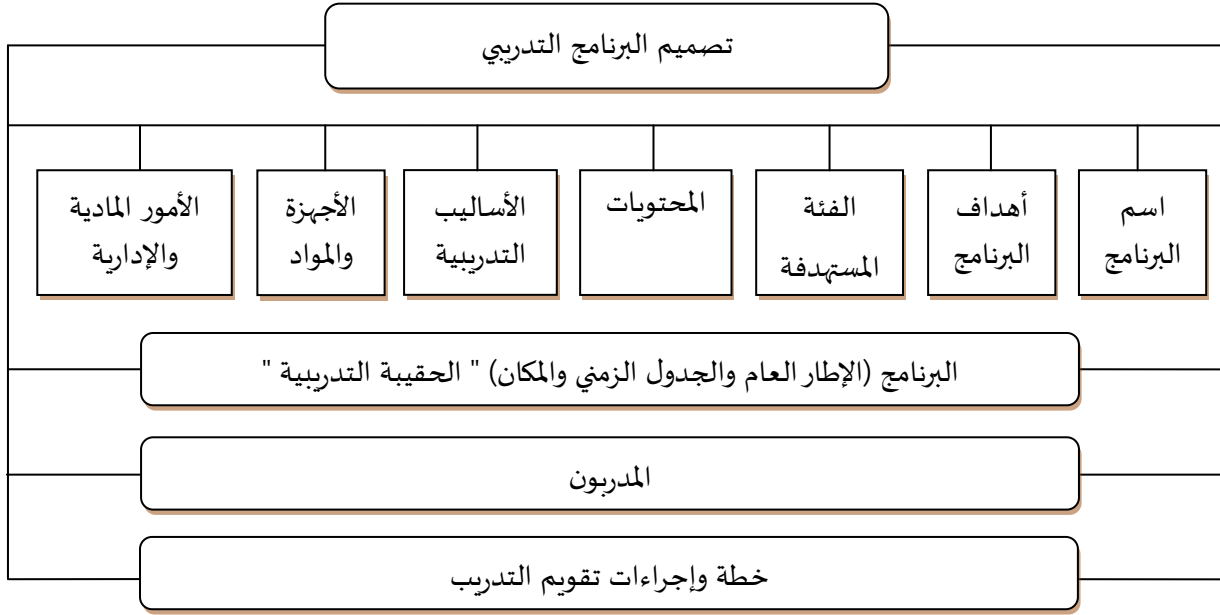 تصميم البرنامج التدريبي
اسم
البرنامج
أهداف
البرنامج
الفئة
المستهدفة
المحتويات
الأساليب
التدريبية
الأجهزة
والمواد
الأمور المادية
والإدارية
البرنامج (الإطار العام والجدول الزمني والمكان) " الحقيبة التدريبية "
المدربون
خطة وإجراءات تقويم التدريب